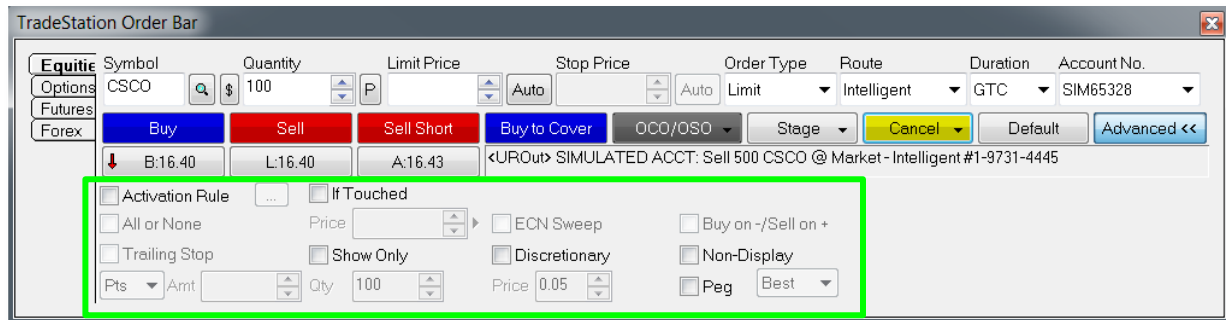 TradeStation Order Bar
Equitie Symbol Quantity Limit Price Stop Price Order Type Route Duration Account No.
Options CSCO $ 100 P Auto Auto Limit Intelligent GTC SIM65328
Futures
Forex Buy Sell Sell Short Buy to Cover OCO/OSO Stage Cancel Default Advanced <<
B:16.40 L:16.40 A:16.43 <UROut> SIMULATED ACCT: Sell 500 CSCO @ Market - Intelligent #1-9731-4445
Activation Rule ... If Touched
All or None Price ECN Sweep Buy on -/Sell on +
Trailing Stop Show Only Discretionary Non-Display
Pts Amt Qty 100 Price 0.05 Peg Best